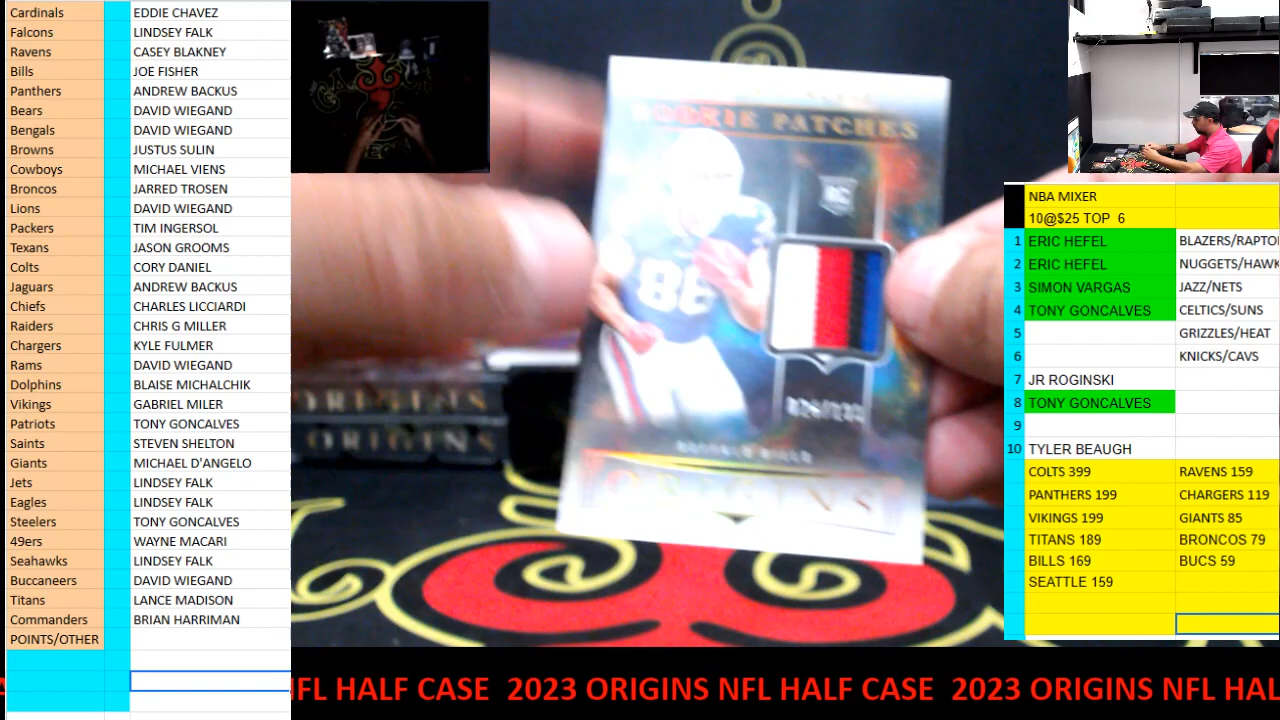 Cardinals EDDIE CHAVEZ
Falcons LINDSEY FALK
Ravens CASEY BLAKNEY
Bills JOE FISHER
Panthers ANDREW BACKUS
Bears DAVID WIEGAND
Bengals DAVID WIEGAND
Browns JUSTUS SULIN
Cowboys MICHAEL VIENS
Broncos JARRED TROSEN
Lions DAVID WIEGAND
Packers TIM INGERSOL
Texans JASON GROOMS
Colts CORY DANIEL
Jaguars ANDREW BACKUS
Chiefs CHARLES LICCIARDI
Raiders CHRIS G MILLER
Chargers KYLE FULMER
Rams DAVID WIEGAND
Dolphins BLAISE MICHALCHIK
Vikings GABRIEL MILER
Patriots TONY GONCALVES
Saints STEVEN SHELTON
Giants MICHAEL D'ANGELO
Jets LINDSEY FALK
Eagles LINDSEY FALK
Steelers TONY GONCALVES
49ers WAYNE MACARI
Seahawks LINDSEY FALK
Buccaneers DAVID WIEGAND
Titans LANCE MADISON
Commanders BRIAN HARRIMAN
POINTS/OTHER
ROOKIE PATCHES
RC
86
BUFFALO BILLS
ORIGINS
ORIGINS
ORIGINS
NBA MIXER
10@$25 TOP 6
1 ERIC HEFEL BLAZERS/RAPTO
2 ERIC HEFEL NUGGETS/HAWK
3 SIMON VARGAS JAZZ/NETS
4 TONY GONCALVES CELTICS/SUNS
5 GRIZZLES/HEAT
6 KNICKS/CAVS
7 JR ROGINSKI
8 TONY GONCALVES
9
10 TYLER BEAUGH
COLTS 399 RAVENS 159
PANTHERS 199 CHARGERS 119
VIKINGS 199 GIANTS 85
TITANS 189 BRONCOS 79
BILLS 169 BUCS 59
SEATTLE 159
NFL HALF CASE 2023 ORIGINS NFL HALF CASE 2023 ORIGINS NFL HAL